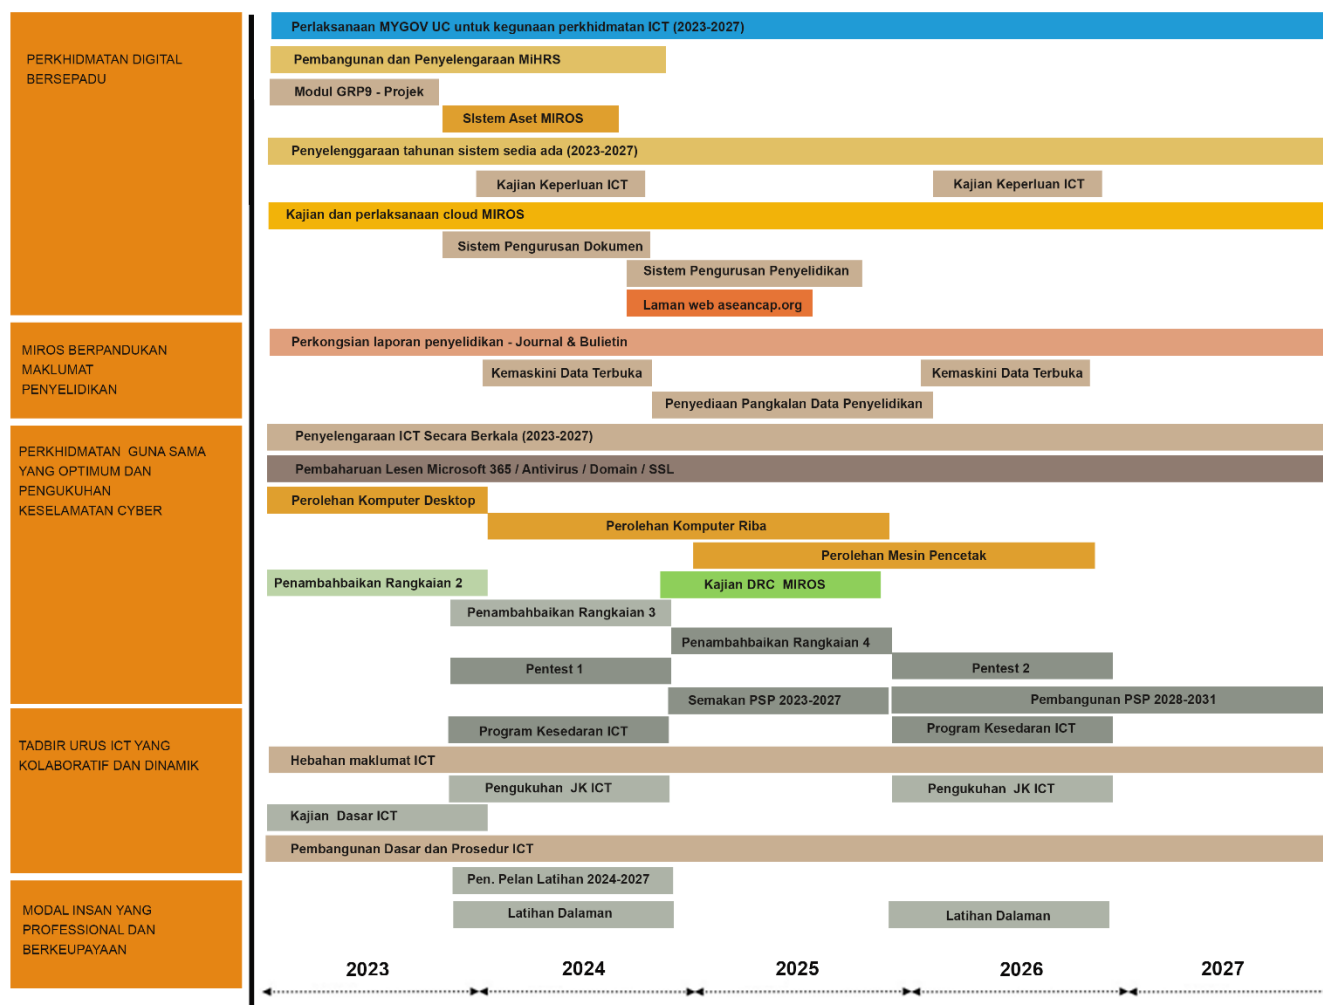 PERKHIDMATAN DIGITAL
BERSEPADU
Perlaksanaan MYGOV UC untuk kegunaan perkhidmatan ICT (2023-2027)
Pembangunan dan Penyelengaraan MiHRS
Modul GRP9 - Projek
SIstem Aset MIROS
Penyelenggaraan tahunan sistem sedia ada (2023-2027)
Kajian Keperluan ICT
Kajian Keperluan ICT
Kajian dan perlaksanaan cloud MIROS
Sistem Pengurusan Dokumen
Sistem Pengurusan Penyelidikan
Laman web aseancap.org
MIROS BERPANDUKAN
MAKLUMAT
PENYELIDIKAN
Perkongsian laporan penyelidikan - Journal & Bulietin
Kemaskini Data Terbuka
Kemaskini Data Terbuka
Penyediaan Pangkalan Data Penyelidikan
PERKHIDMATAN GUNA SAMA
YANG OPTIMUM DAN
PENGUKUHAN
KESELAMATAN CYBER
Penyelengaraan ICT Secara Berkala (2023-2027)
Pembaharuan Lesen Microsoft 365 / Antivirus / Domain / SSL
Perolehan Komputer Desktop
Perolehan Komputer Riba
Perolehan Mesin Pencetak
Penambahbaikan Rangkaian 2
Kajian DRC MIROS
Penambahbaikan Rangkaian 3
Penambahbaikan Rangkaian 4
Pentest 1
Pentest 2
Semakan PSP 2023-2027
Pembangunan PSP 2028-2031
TADBIR URUS ICT YANG
KOLABORATIF DAN DINAMIK
Program Kesedaran ICT
Program Kesedaran ICT
Hebahan maklumat ICT
Pengukuhan JK ICT
Pengukuhan JK ICT
Kajian Dasar ICT
Pembangunan Dasar dan Prosedur ICT
MODAL INSAN YANG
PROFESSIONAL DAN
BERKEUPAYAAN
Pen. Pelan Latihan 2024-2027
Latihan Dalaman
Latihan Dalaman
2023
2024
2025
2026
2027